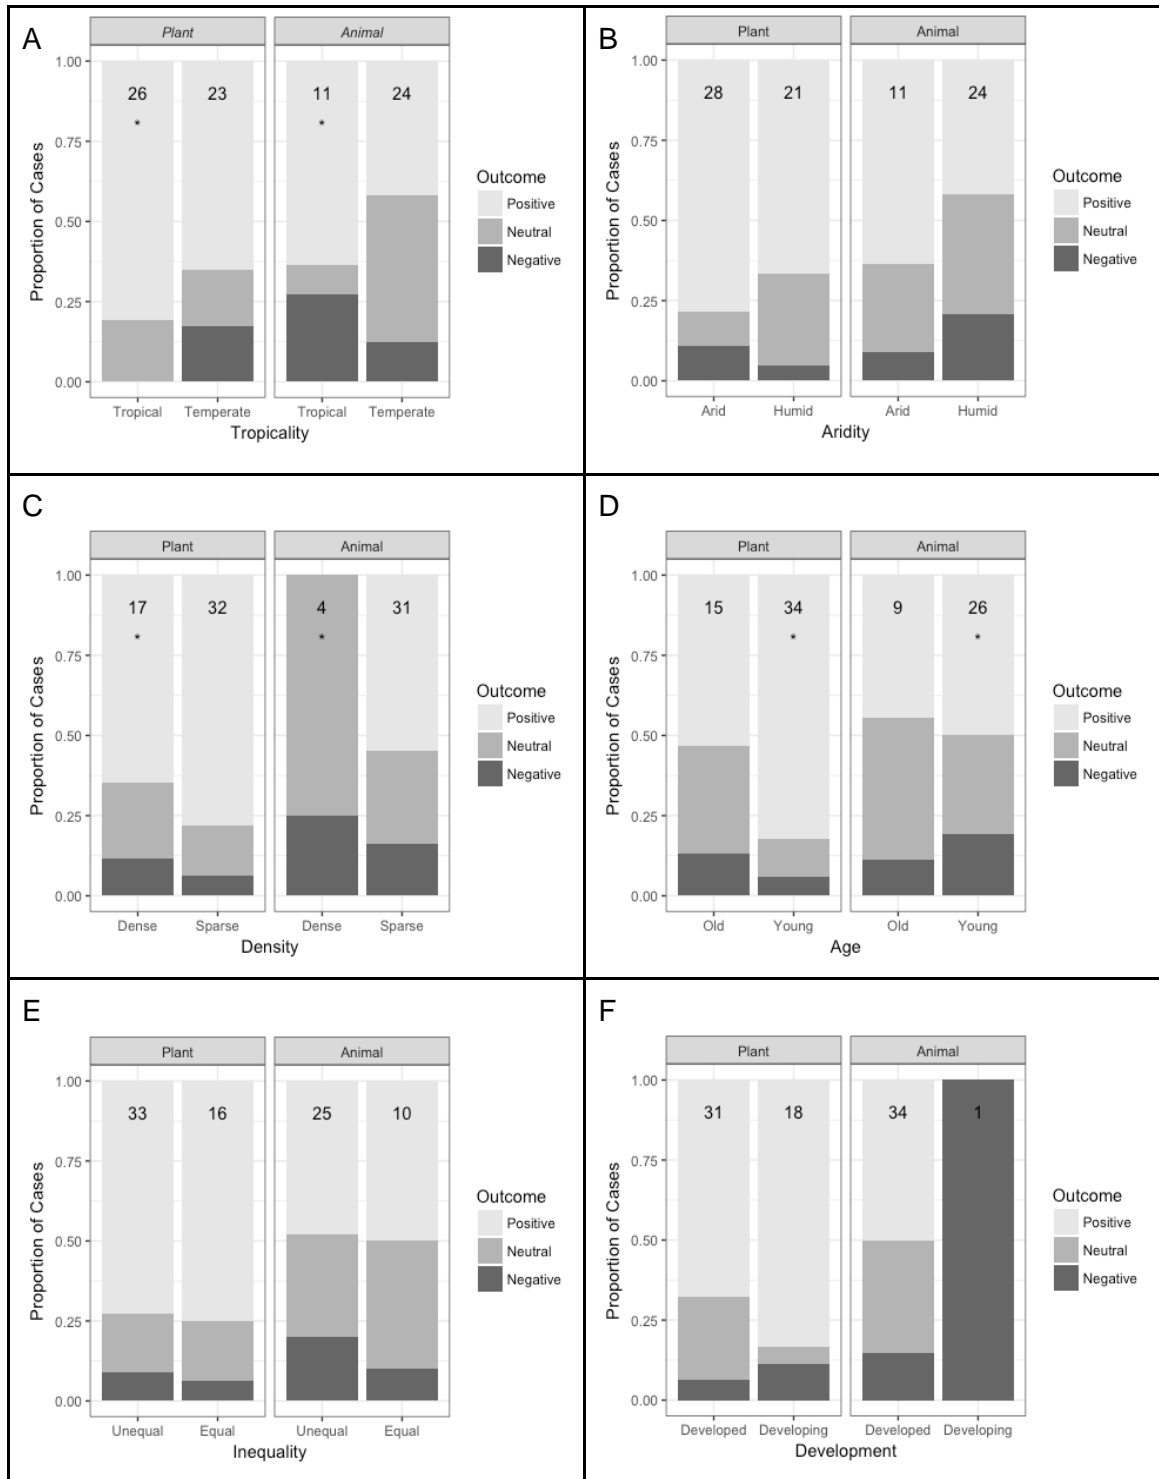 A
Plant Animal
1.00
26 23 11 24
* *
0.75
0.50
0.25
0.00
Proportion of Cases
Tropical Temperate Tropical Temperate
Tropicality
Outcome
Positive
Neutral
Negative
B
Plant Animal
1.00
28 21 11 24
0.75
0.50
0.25
0.00
Proportion of Cases
Arid Humid Arid Humid
Aridity
Outcome
Positive
Neutral
Negative
C
Plant Animal
1.00
17 32 4 31
* *
0.75
0.50
0.25
0.00
Proportion of Cases
Dense Sparse Dense Sparse
Density
Outcome
Positive
Neutral
Negative
D
Plant Animal
1.00
15 34 9 26
* *
0.75
0.50
0.25
0.00
Proportion of Cases
Old Young Old Young
Age
Outcome
Positive
Neutral
Negative
E
Plant Animal
1.00
33 16 25 10
0.75
0.50
0.25
0.00
Proportion of Cases
Unequal Equal Unequal Equal
Inequality
Outcome
Positive
Neutral
Negative
F
Plant Animal
1.00
31 18 34 1
0.75
0.50
0.25
0.00
Proportion of Cases
Developed Developing Developed Developing
Development
Outcome
Positive
Neutral
Negative